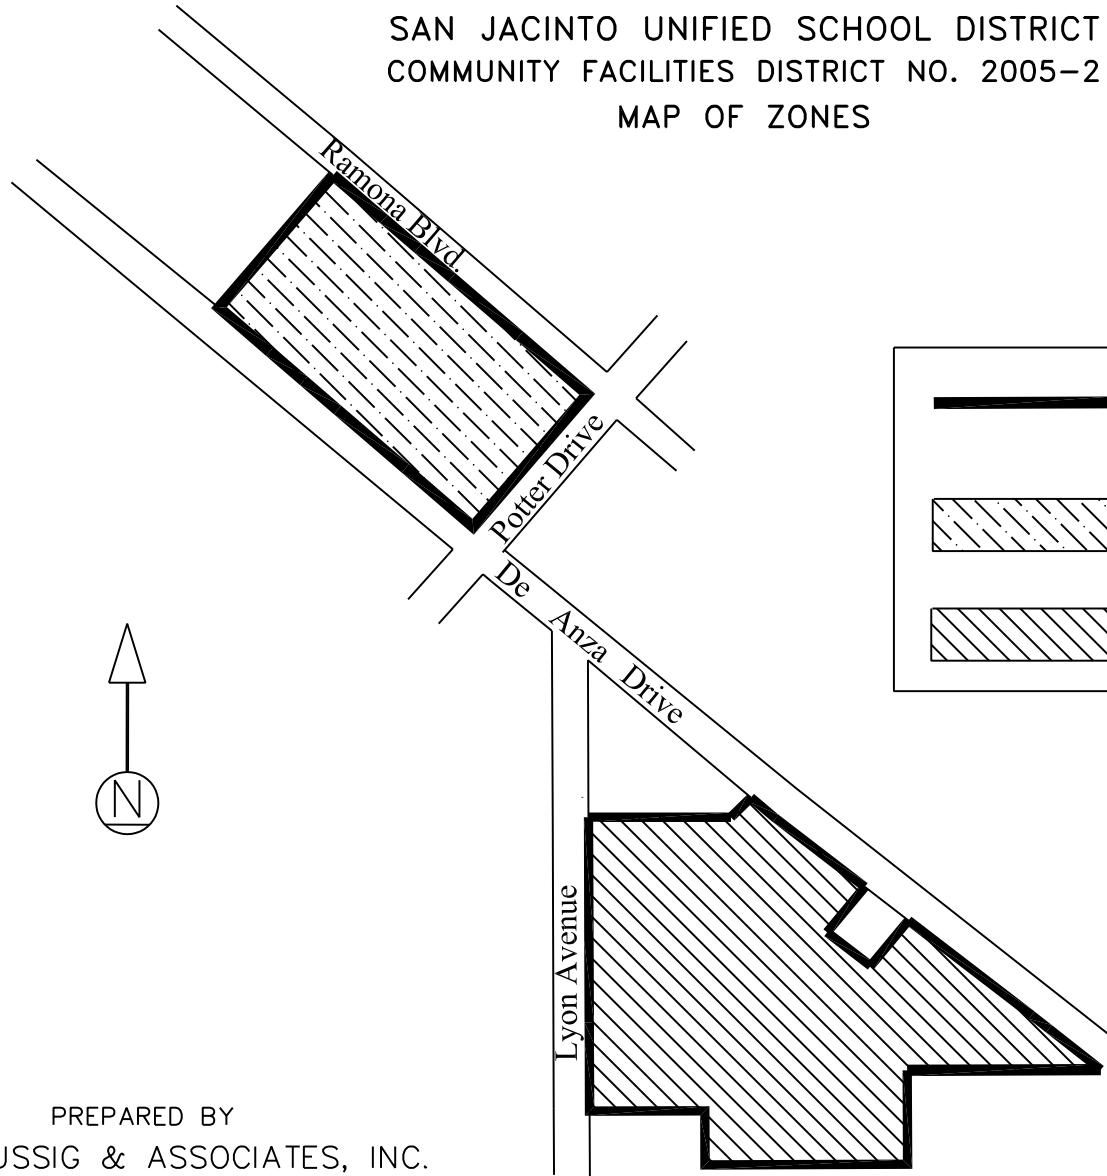 SAN JACINTO UNIFIED SCHOOL DISTRICT
COMMUNITY FACILITIES DISTRICT NO. 2005-2
MAP OF ZONES
Ramona Blvd.
Potter Drive
De Anza Drive
N
Lyon Avenue
PREPARED BY
USSIG & ASSOCIATES, INC.